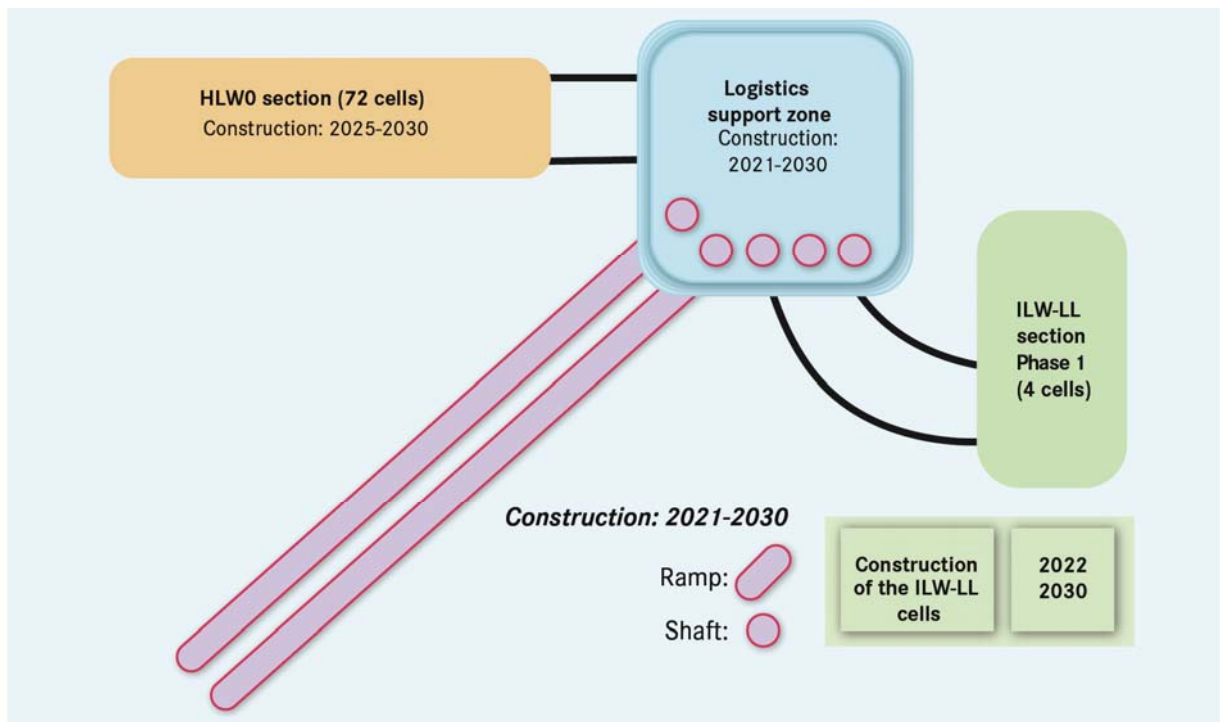 HLW0 section (72 cells)
Construction: 2025-2030
Logistics
support zone
Construction:
2021-2030
ILW-LL
section
Phase 1
(4 cells)
Construction: 2021-2030
Ramp:
Shaft:
Construction
of the ILW-LL
cells
2022
2030